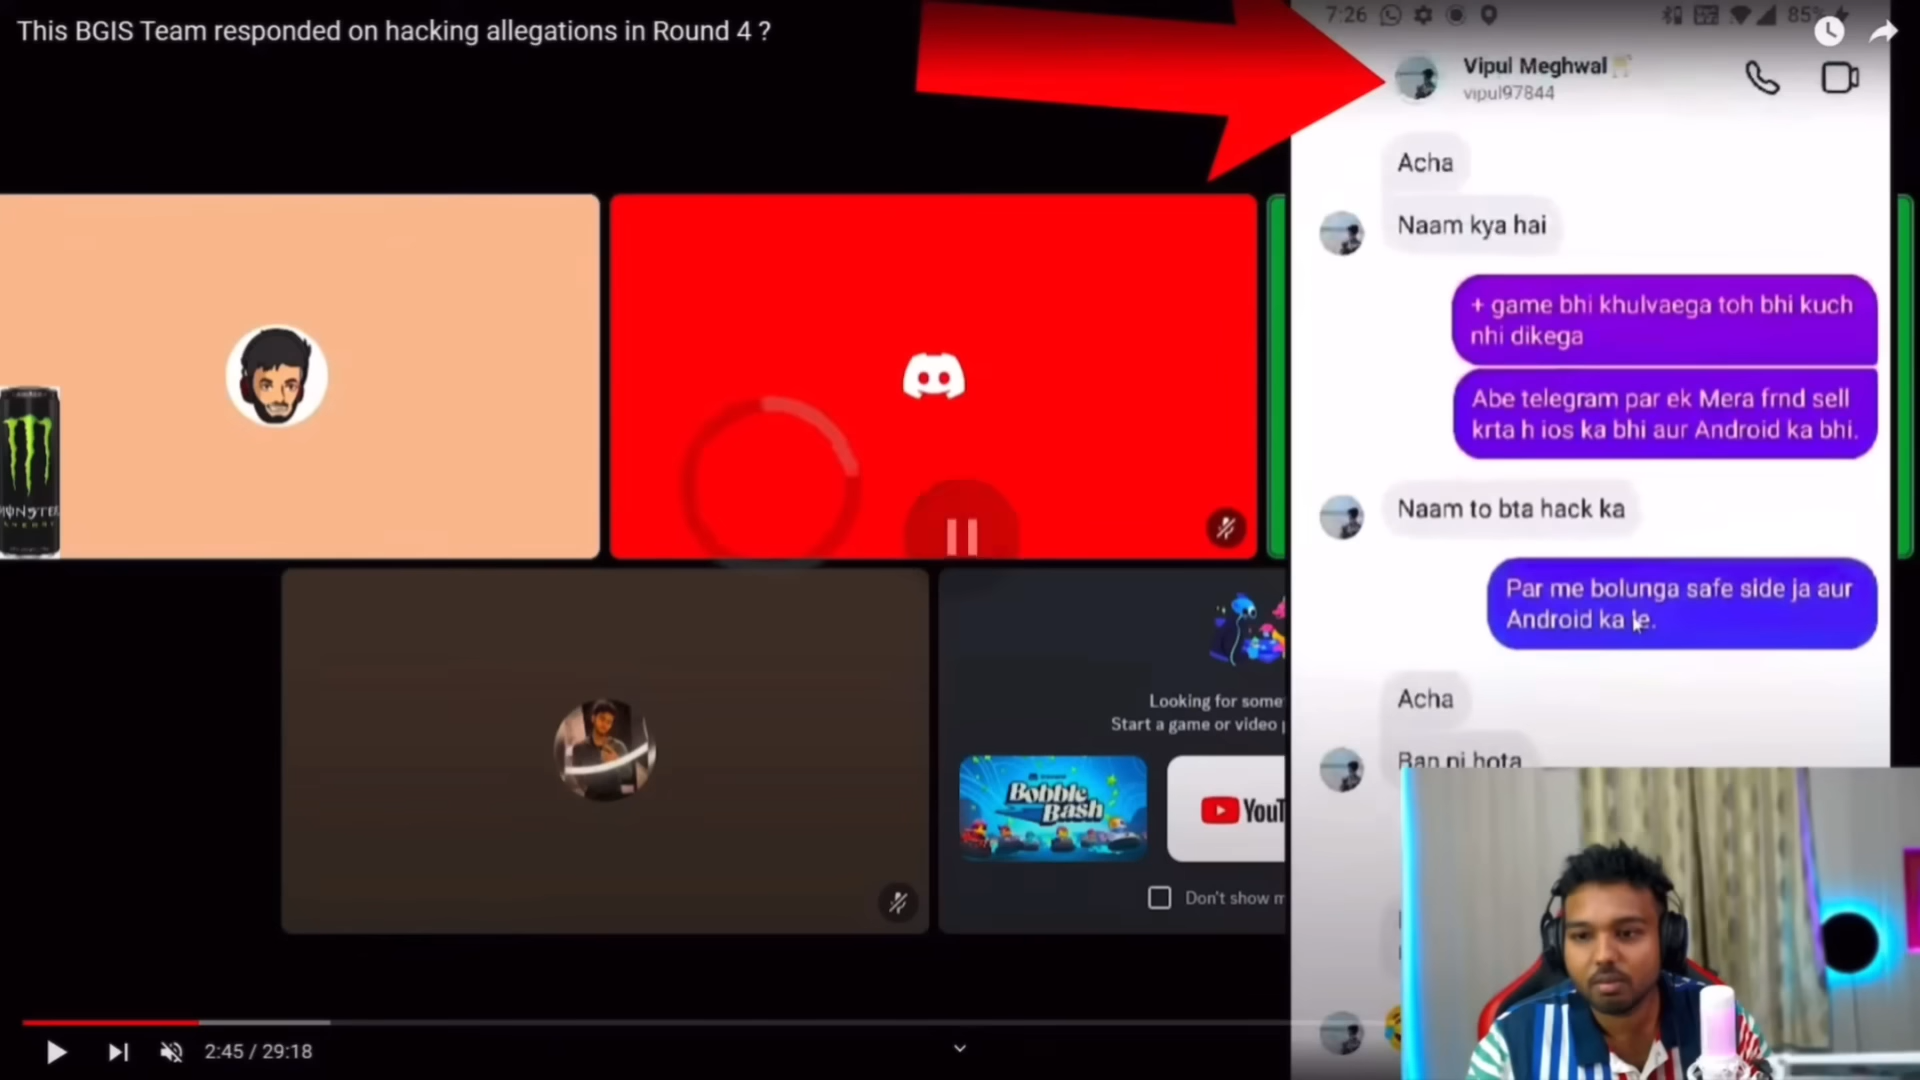 This BGIS Team responded on hacking allegations in Round 4 ?
7:26
85%
Vipul Meghwal
vipul97844
Acha
Naam kya hai
+ game bhi khulvaega toh bhi kuch
nhi dikega
Abe telegram par ek Mera frnd sell
krta h ios ka bhi aur Android ka bhi.
Naam to bta hack ka
Par me bolunga safe side ja aur
Android ka le.
Acha
Ban ni hota
MONSTER
ENERGY
Looking for some
Start a game or video
Bobble
Bash
YouT
Don't show m
2:45 / 29:18